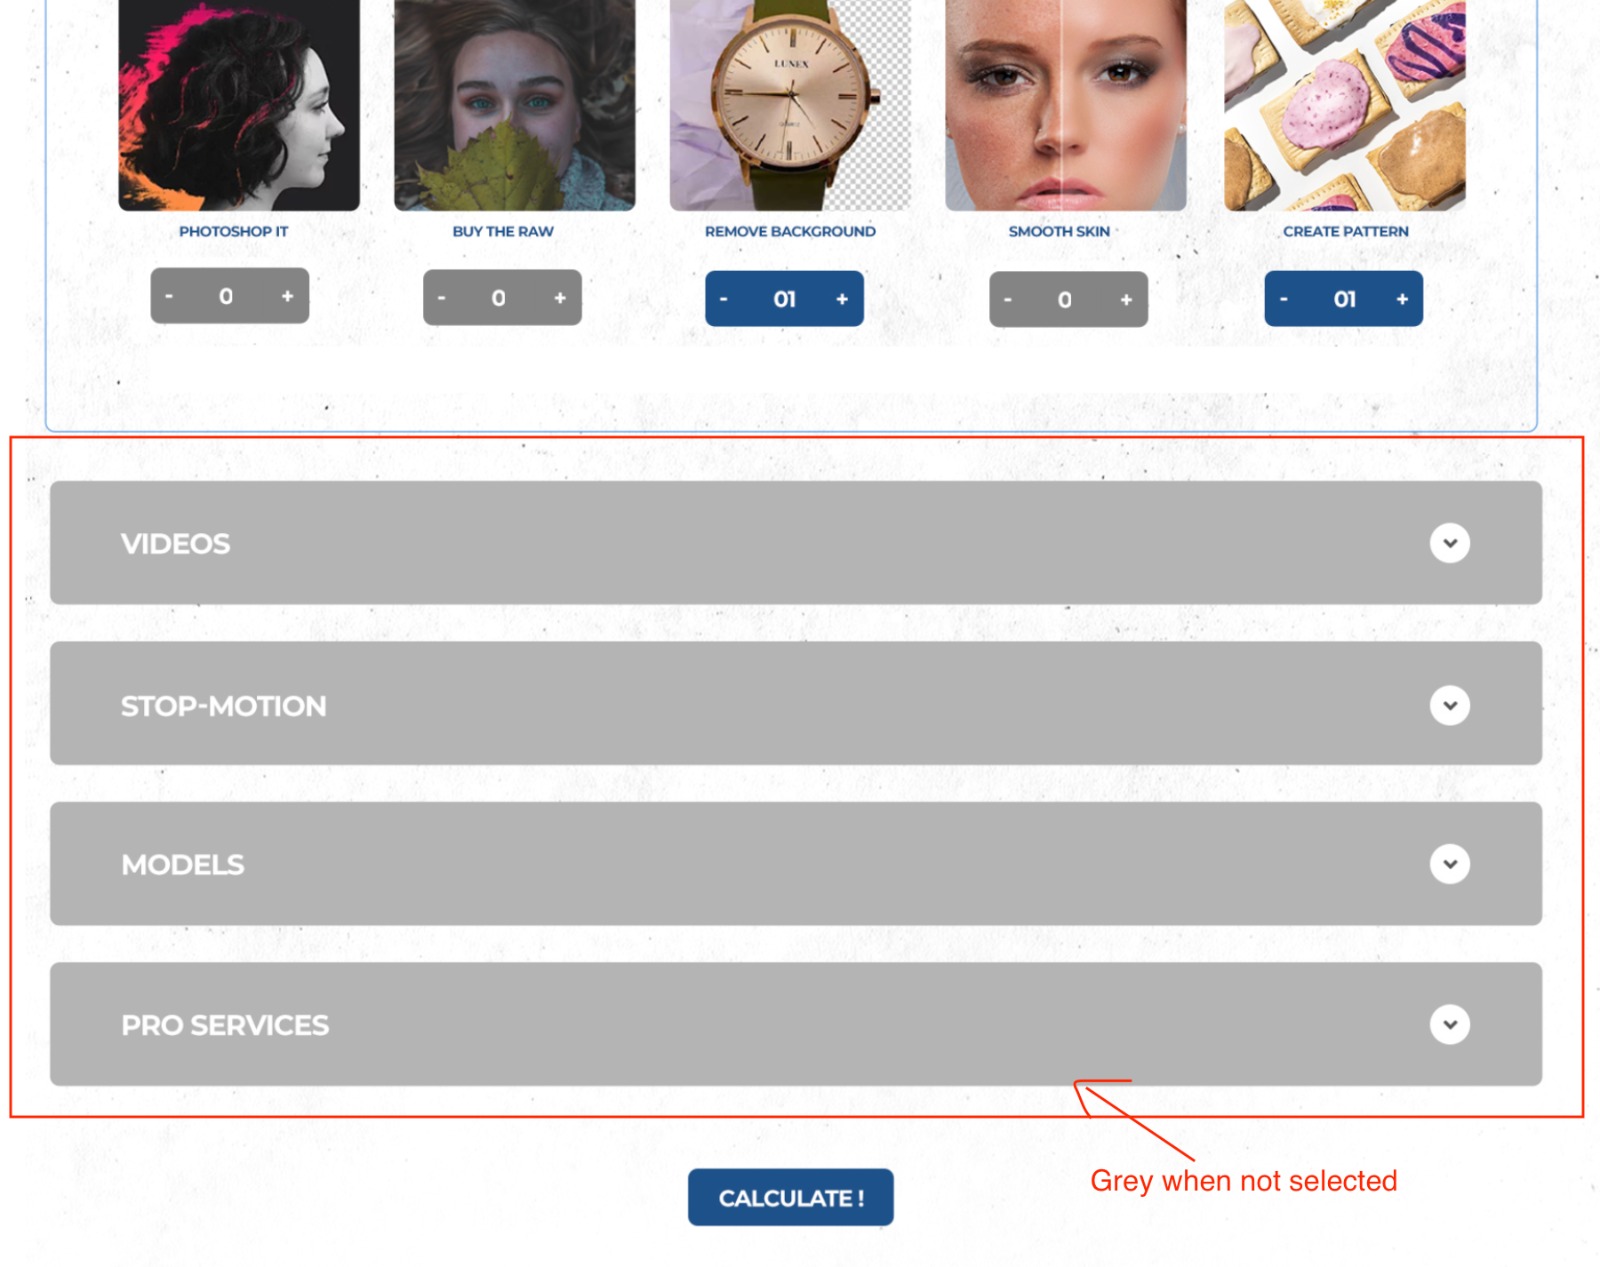 LUNEX
PHOTOSHOP IT
BUY THE RAW
REMOVE BACKGROUND
SMOOTH SKIN
CREATE PATTERN
- 0 +
- 0 +
- 01 +
- 0 +
- 01 +
VIDEOS
STOP-MOTION
MODELS
PRO SERVICES
Grey when not selected
CALCULATE !